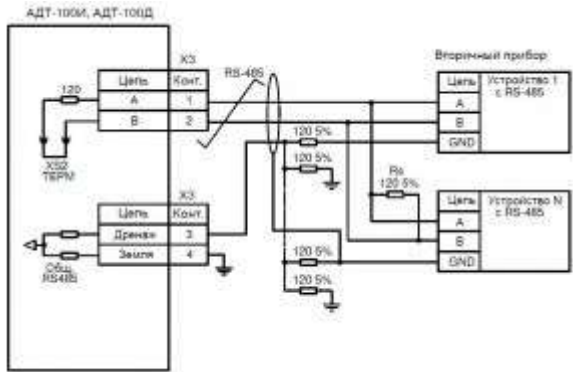 АДТ-100И, АДТ-100Д
X3
RS-485
Вторичный прибор
Цепь Конт.
120
A 1
B 2
XS2
ТЕРМ
Цепь Устройство 1
с RS-485
A
B
GND
120 5%
120 5%
Rs
120 5%
X3
Цепь Конт.
Дренаж 3
Земля 4
Общ.
RS485
Цепь Устройство N
с RS-485
A
B
GND
120 5%
120 5%